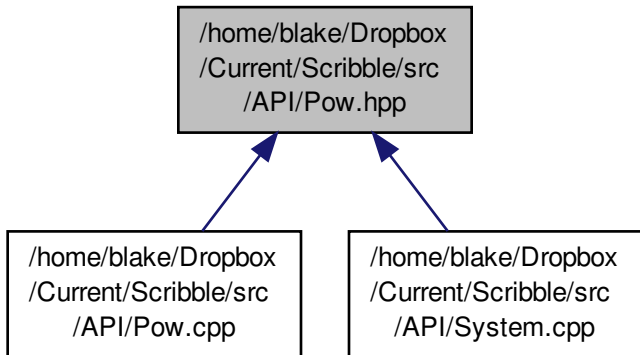 /home/blake/Dropbox
/Current/Scribble/src
/API/Pow.hpp
/home/blake/Dropbox
/Current/Scribble/src
/API/Pow.cpp
/home/blake/Dropbox
/Current/Scribble/src
/API/System.cpp